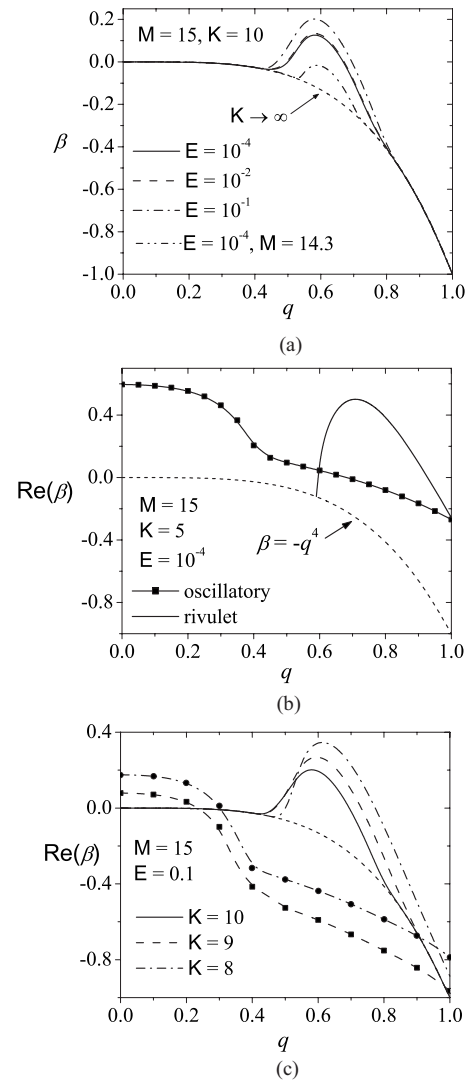 0.2
M = 15, K = 10
0.0
-0.2
K → ∞
β
-0.4
E = 10⁻⁴
E = 10⁻²
-0.6
E = 10⁻¹
-0.8
E = 10⁻⁴, M = 14.3
-1.0
0.0 0.2 0.4 0.6 0.8 1.0
q
(a)
0.4
0.0
Re(β)
M = 15
K = 5
β = -q⁴
-0.4
E = 10⁻⁴
oscillatory
-0.8
rivulet
0.0 0.2 0.4 0.6 0.8 1.0
q
(b)
0.4
0.0
Re(β)
M = 15
E = 0.1
-0.4
K = 10
K = 9
-0.8
K = 8
0.0 0.2 0.4 0.6 0.8 1.0
q
(c)